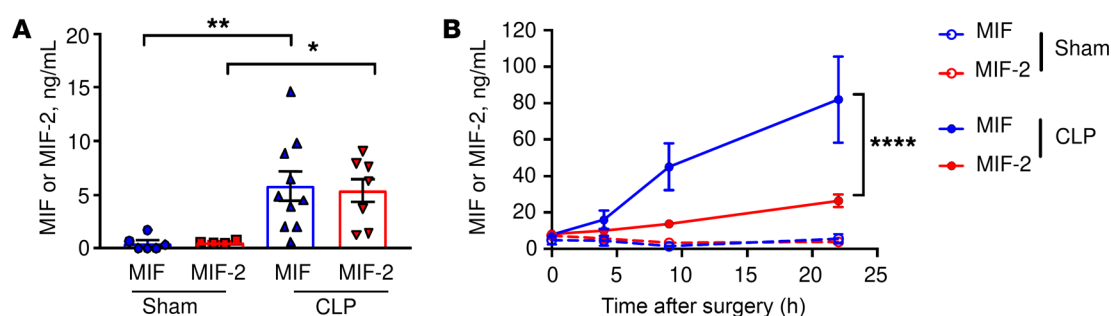 A
MIF or MIF-2, ng/mL
20
15
10
5
0
**
*
MIF MIF-2 MIF MIF-2
Sham CLP
B
MIF or MIF-2, ng/mL
120
100
80
60
40
20
0
0 5 10 15 20 25
Time after surgery (h)
****
MIF
MIF-2
Sham
MIF
MIF-2
CLP